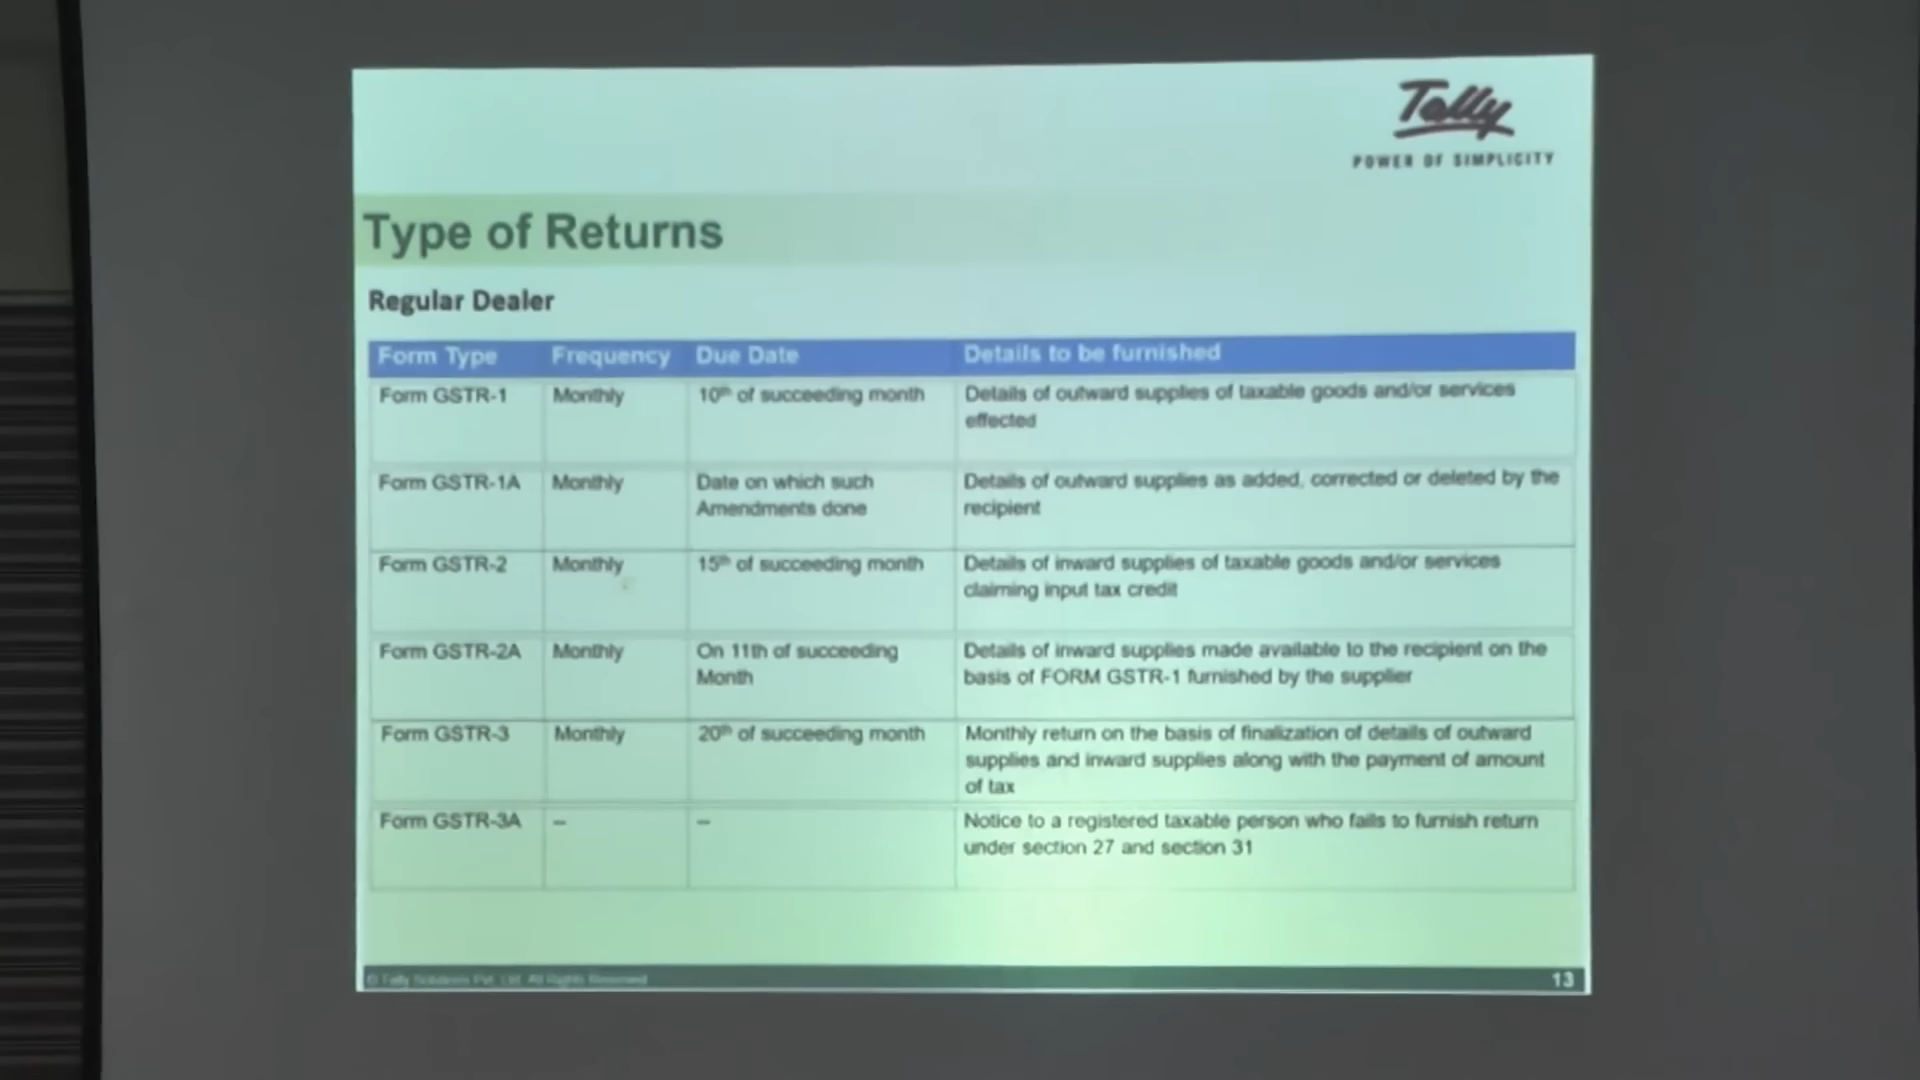 Tally
POWER OF SIMPLICITY
Type of Returns
Regular Dealer
Form Type Frequency Due Date Details to be furnished
Form GSTR-1 Monthly 10th of succeeding month Details of outward supplies of taxable goods and/or services
effected
Form GSTR-1A Monthly Date on which such Details of outward supplies as added, corrected or deleted by the
Amendments done recipient
Form GSTR-2 Monthly 15th of succeeding month Details of inward supplies of taxable goods and/or services
claiming input tax credit
Form GSTR-2A Monthly On 11th of succeeding Details of inward supplies made available to the recipient on the
Month basis of FORM GSTR-1 furnished by the supplier
Form GSTR-3 Monthly 20th of succeeding month Monthly return on the basis of finalization of details of outward
supplies and inward supplies along with the payment of amount
of tax
Form GSTR-3A – – Notice to a registered taxable person who fails to furnish return
under section 27 and section 31
© Tally Solutions Pvt. Ltd. All Rights Reserved 13